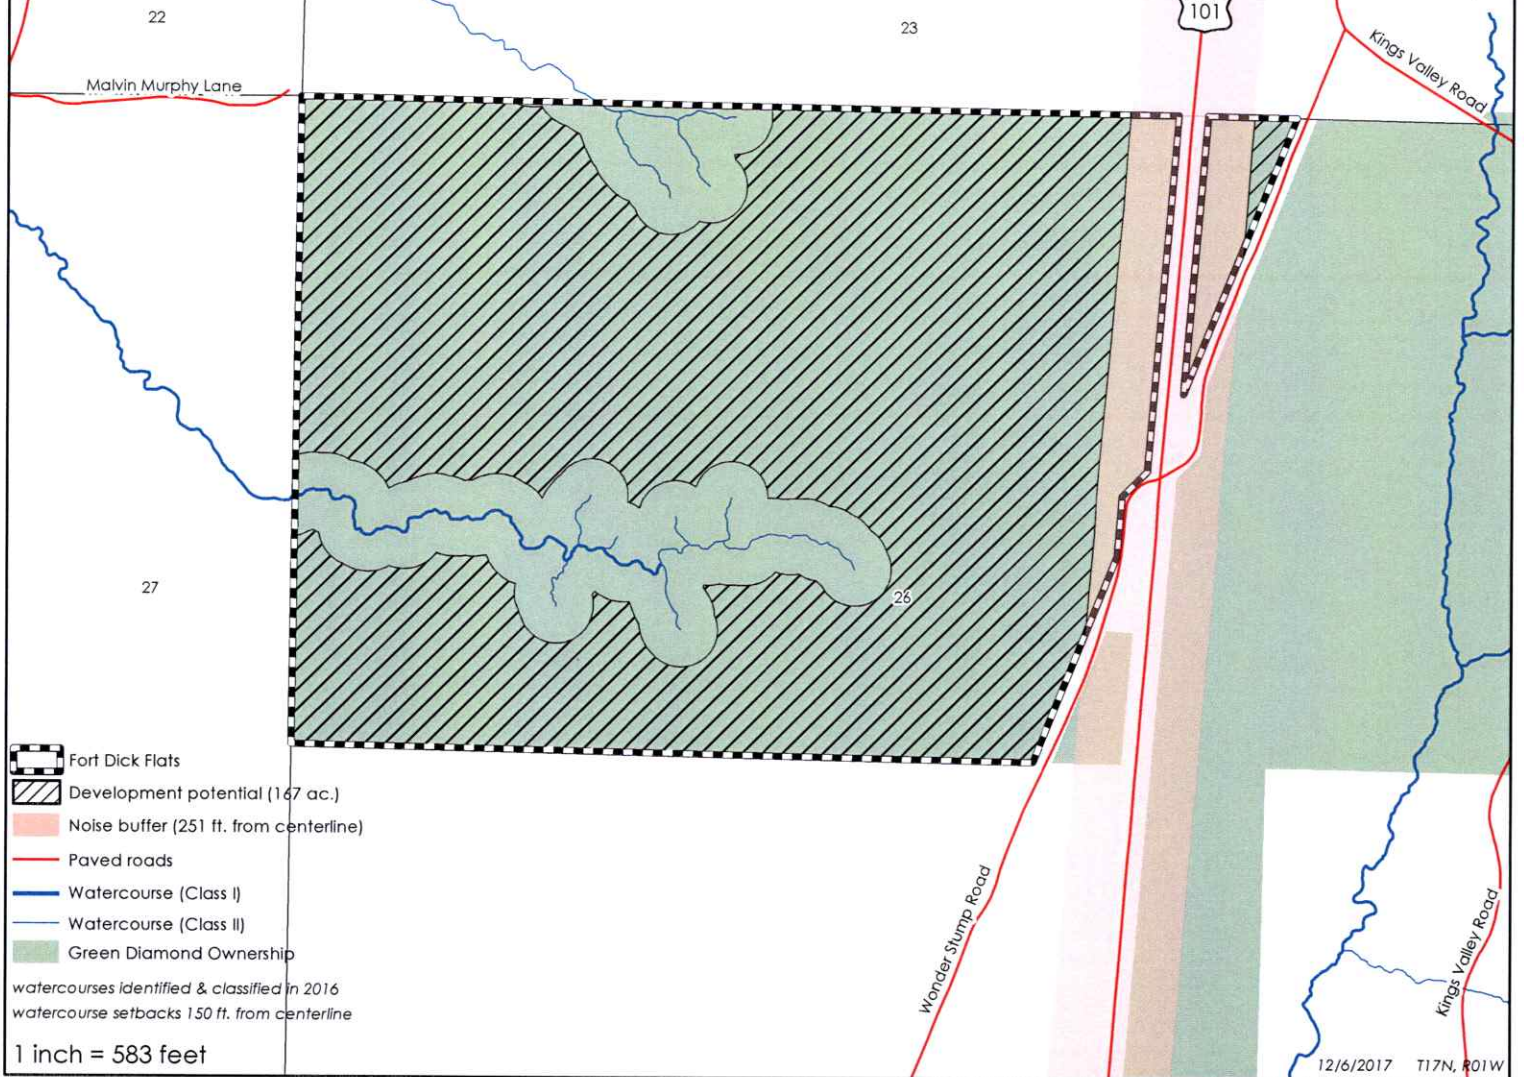 22
23
101
Kings Valley Road
Malvin Murphy Lane
27
26
Fort Dick Flats
Development potential (167 ac.)
Noise buffer (251 ft. from centerline)
Paved roads
Watercourse (Class I)
Watercourse (Class II)
Green Diamond Ownership
watercourses identified & classified in 2016
watercourse setbacks 150 ft. from centerline
1 inch = 583 feet
Wonder Stump Road
Kings Valley Road
12/6/2017 T17N, R01W